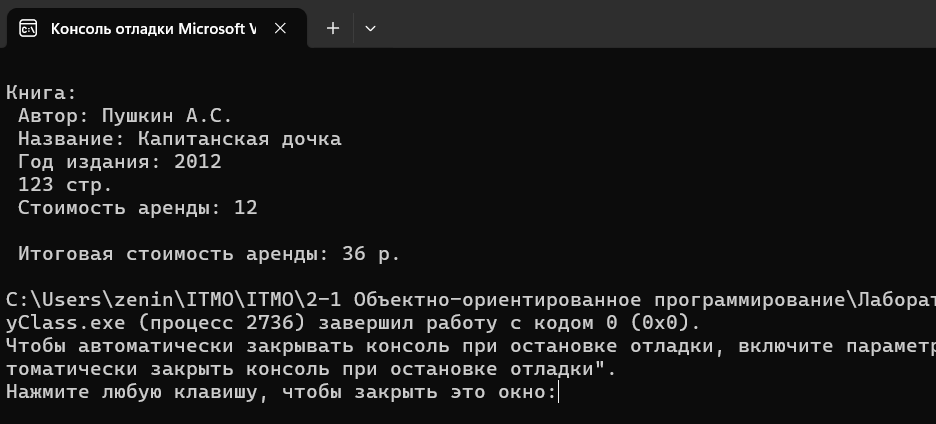 Консоль отладки Microsoft V
Книга:
Автор: Пушкин А.С.
Название: Капитанская дочка
Год издания: 2012
123 стр.
Стоимость аренды: 12
Итоговая стоимость аренды: 36 р.
C:\Users\zenin\ITMO\ITMO\2-1 Объектно-ориентированное программирование\Лаборат
yClass.exe (процесс 2736) завершил работу с кодом 0 (0x0).
Чтобы автоматически закрывать консоль при остановке отладки, включите параметр
томатически закрыть консоль при остановке отладки".
Нажмите любую клавишу, чтобы закрыть это окно: